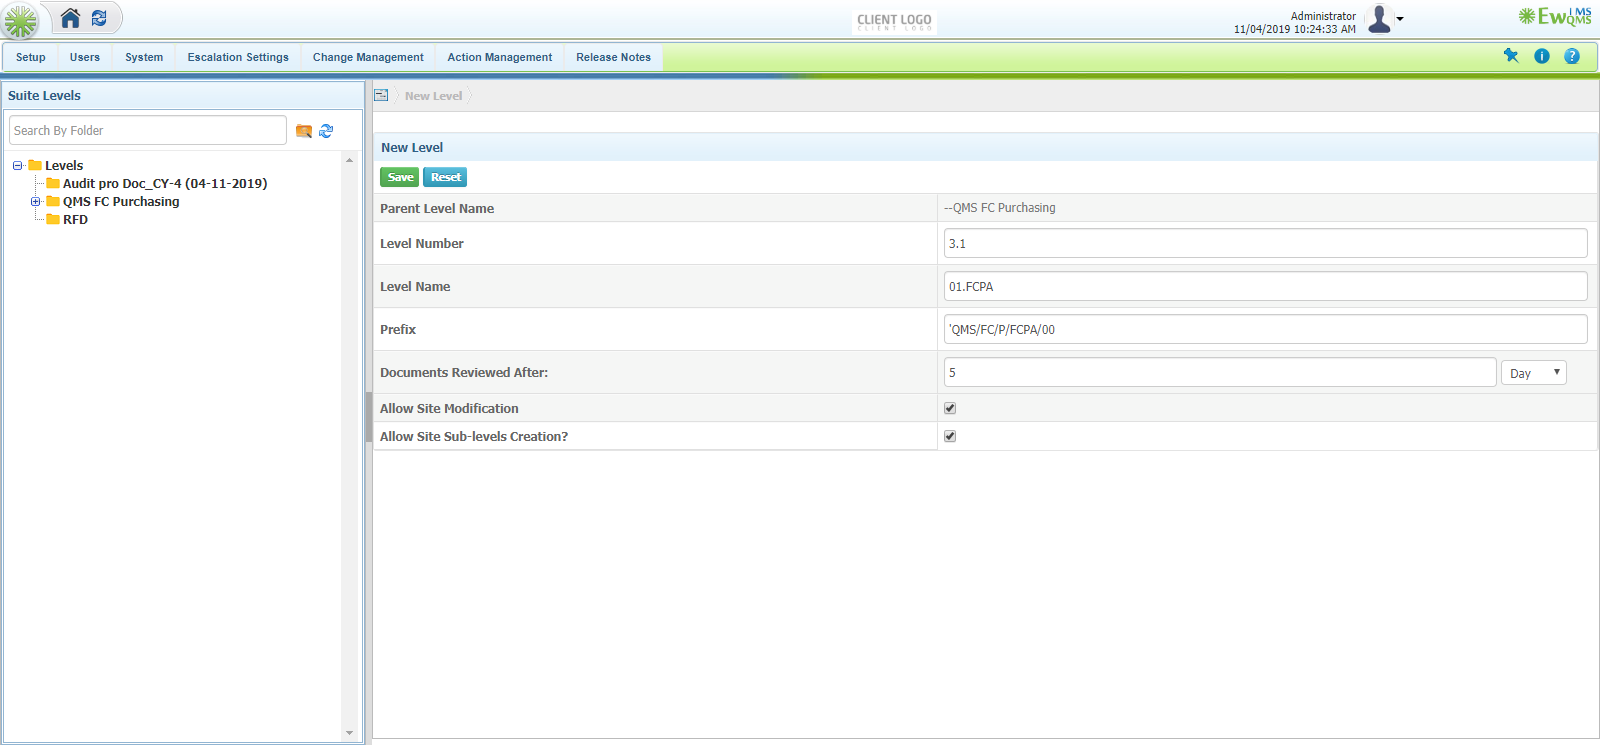 CLIENT LOGO
CLIENT LOGO
Administrator
11/04/2019 10:24:33 AM
EwQMS
LMS
Setup Users System Escalation Settings Change Management Action Management Release Notes
Suite Levels
Search By Folder
Levels
Audit pro Doc_CY-4 (04-11-2019)
QMS FC Purchasing
RFD
New Level
New Level
Save Reset
Parent Level Name --QMS FC Purchasing
Level Number 3.1
Level Name 01.FCPA
Prefix 'QMS/FC/P/FCPA/00
Documents Reviewed After: 5 Day
Allow Site Modification
Allow Site Sub-levels Creation?